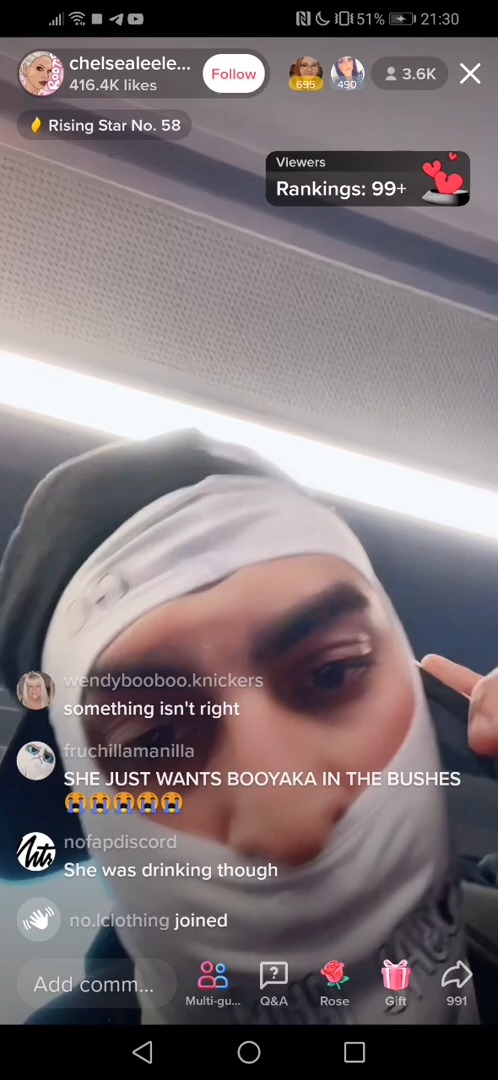 51% 21:30
chelsealeele...
416.4K likes
Follow
695
490
3.6K
Rising Star No. 58
Viewers
Rankings: 99+
wendybooboo.knickers
something isn't right
fruchillamanilla
SHE JUST WANTS BOOYAKA IN THE BUSHES
😭😭😭😭😭
nofapdiscord
She was drinking though
no.lclothing joined
Add comm...
Multi-gu...
Q&A
Rose
Gift
991